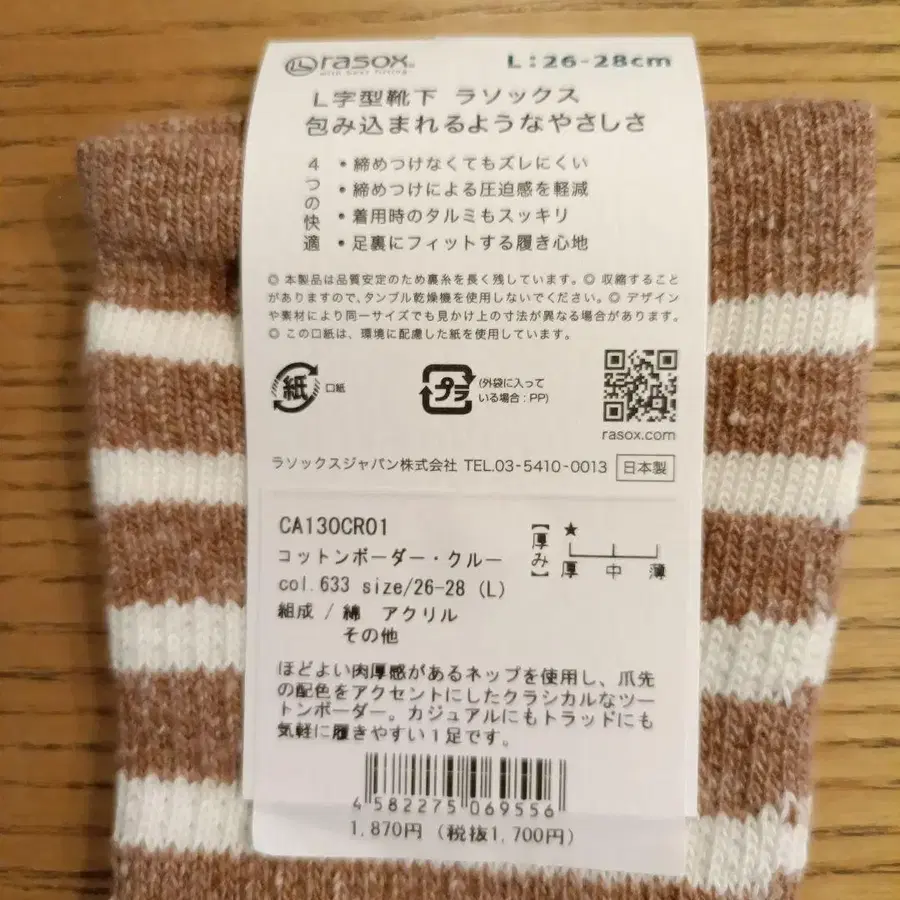 rasox
with best fitting.
L:26-28cm
L字型靴下 ラソックス
包み込まれるようなやさしさ
4つの快適
・締めつけなくてもズレにくい
・締めつけによる圧迫感を軽減
・着用時のタルミもスッキリ
・足裏にフィットする履き心地
◎ 本製品は品質安定のため裏糸を長く残しています。◎ 収縮すること
がありますので、タンブル乾燥機を使用しないでください。◎ デザイン
や素材により同一サイズでも見かけ上の寸法が異なる場合があります。
◎ この口紙は、環境に配慮した紙を使用しています。
紙 口紙
プラ (外袋に入って
いる場合:PP)
rasox.com
ラソックスジャパン株式会社 TEL.03-5410-0013 日本製
CA130CR01
コットンボーダー・クルー
col.633 size/26-28 (L)
組成 / 綿 アクリル
その他
【厚み】
★
厚 中 薄
ほどよい肉厚感があるネップを使用し、爪先
の配色をアクセントにしたクラシカルなツー
トンボーダー。カジュアルにもトラッドにも
気軽に履きやすい1足です。
4582275069556
1,870円 (税抜1,700円)